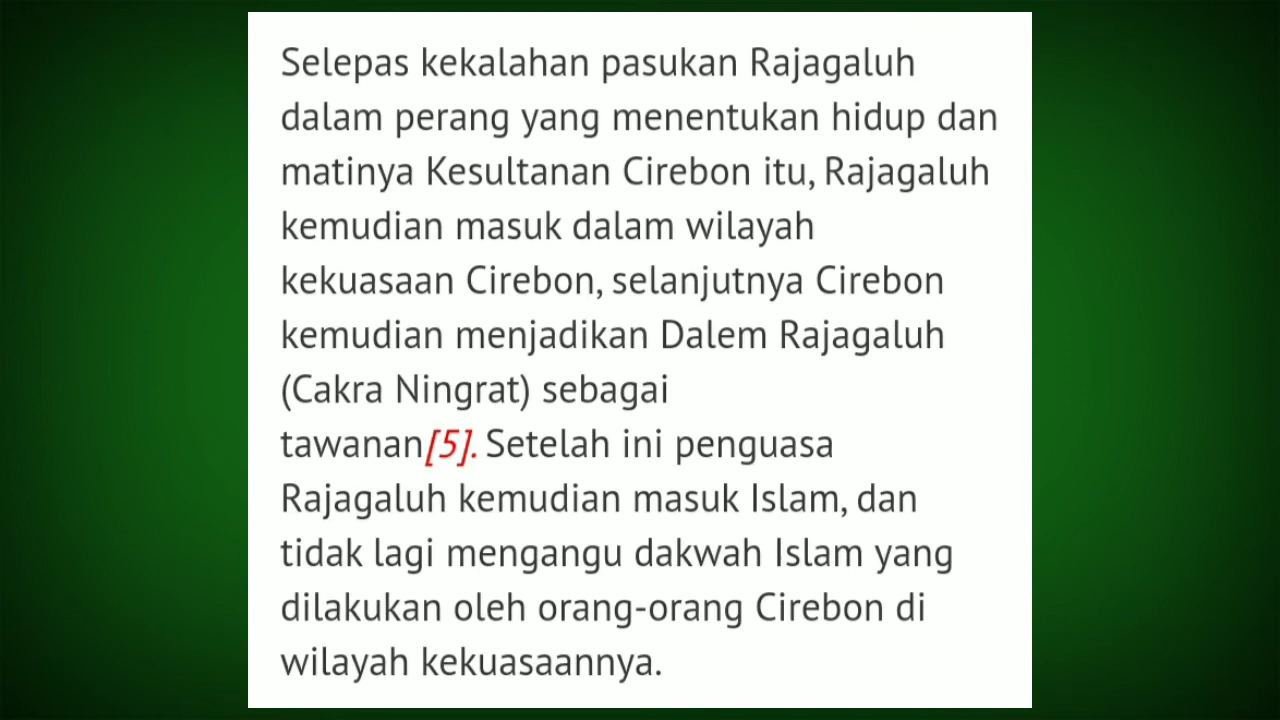 Selepas kekalahan pasukan Rajagaluh
dalam perang yang menentukan hidup dan
matinya Kesultanan Cirebon itu, Rajagaluh
kemudian masuk dalam wilayah
kekuasaan Cirebon, selanjutnya Cirebon
kemudian menjadikan Dalem Rajagaluh
(Cakra Ningrat) sebagai
tawanan[5]. Setelah ini penguasa
Rajagaluh kemudian masuk Islam, dan
tidak lagi mengangu dakwah Islam yang
dilakukan oleh orang-orang Cirebon di
wilayah kekuasaannya.